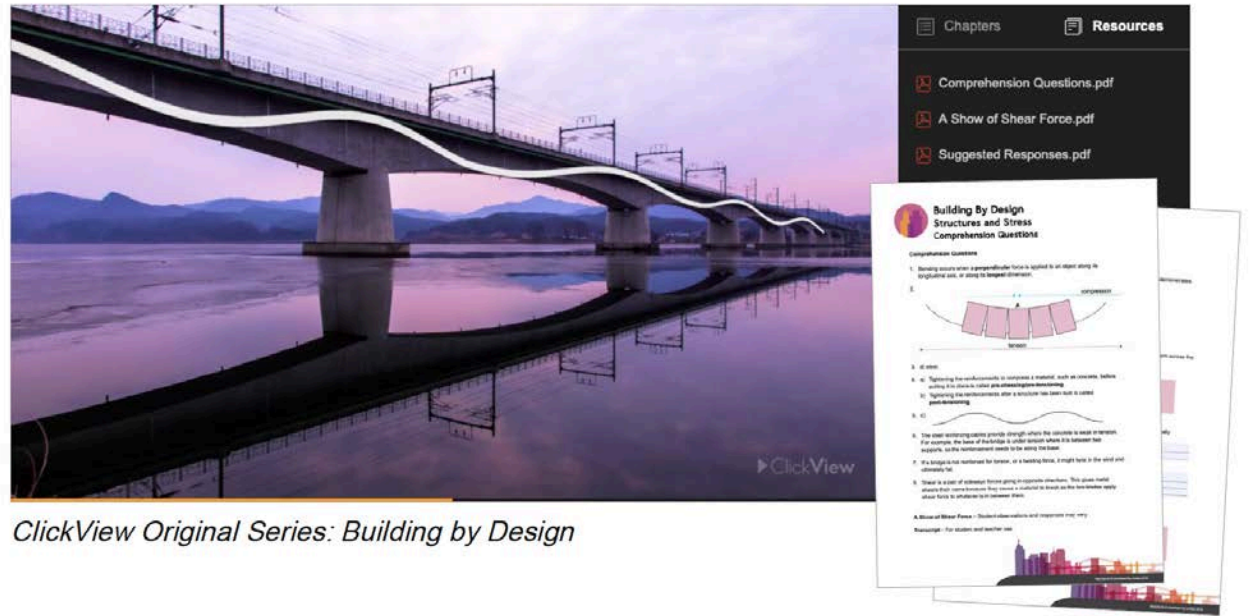 Chapters
Resources
Comprehension Questions.pdf
A Show of Shear Force.pdf
Suggested Responses.pdf
ClickView
ClickView Original Series: Building by Design
Building By Design
Structures and Stress
Comprehension Questions
Comprehension Questions
1. Bending occurs when a perpendicular force is applied to an object along its
longitudinal axis, or along its longest dimension.
2.
compression
A
tension
3. d) steel
4. a) Tightening the reinforcements to compress a material, such as concrete, before
putting it in place is called
b) Tightening the reinforcements after a structure has been built is called
post-tensioning
5. c)
6. The steel reinforcing cables provide strength where the concrete is weak in tension.
For example, the base of the bridge is under tension where it is between two
supports, so the reinforcement needs to be along the base.
7. If a bridge is not reinforced for torsion, or a twisting force, it might twist in the wind and
ultimately fail.
8. Shear is a pair of sideways forces going in opposite directions. This gives metal
shears their name because they cause a material to break as the two blades apply
shear force to whatever is in between them.
A Show of Shear Force – Student observations and responses may vary.
Transcript – For student and teacher use